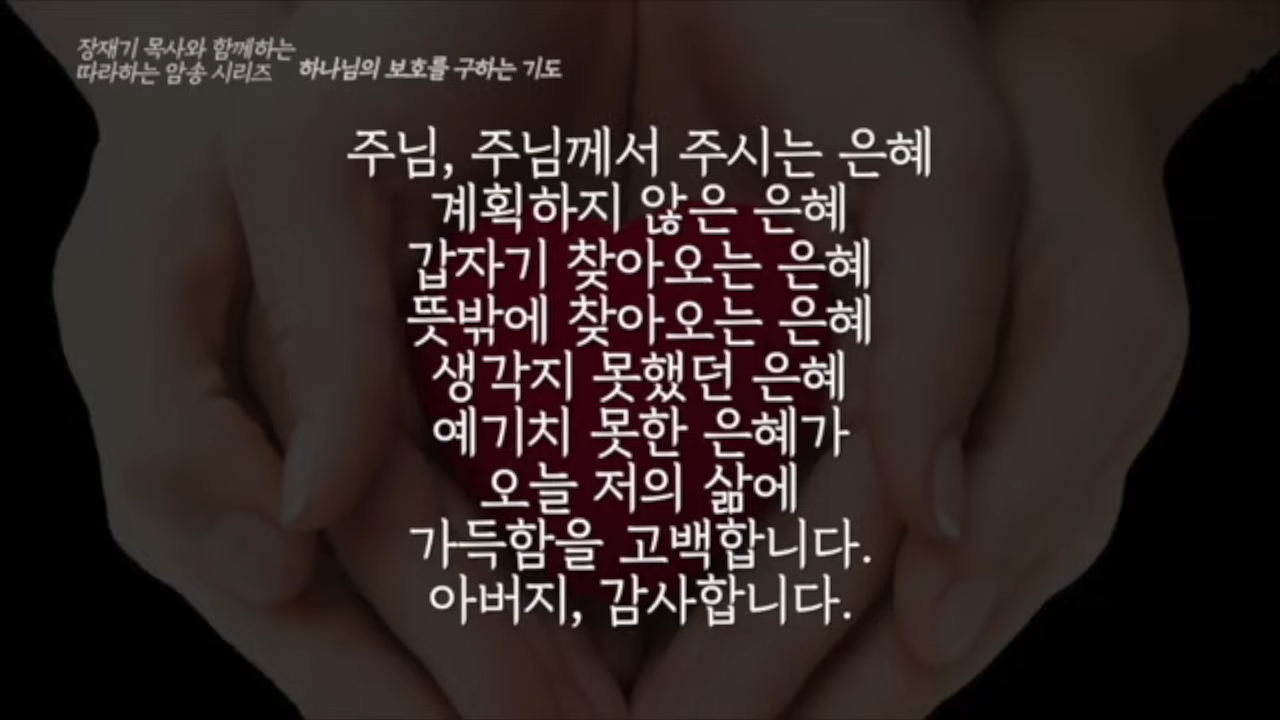 장재기 목사와 함께하는
따라하는 암송 시리즈 하나님의 보호를 구하는 기도
주님, 주님께서 주시는 은혜
계획하지 않은 은혜
갑자기 찾아오는 은혜
뜻밖에 찾아오는 은혜
생각지 못했던 은혜
예기치 못한 은혜가
오늘 저의 삶에
가득함을 고백합니다.
아버지, 감사합니다.